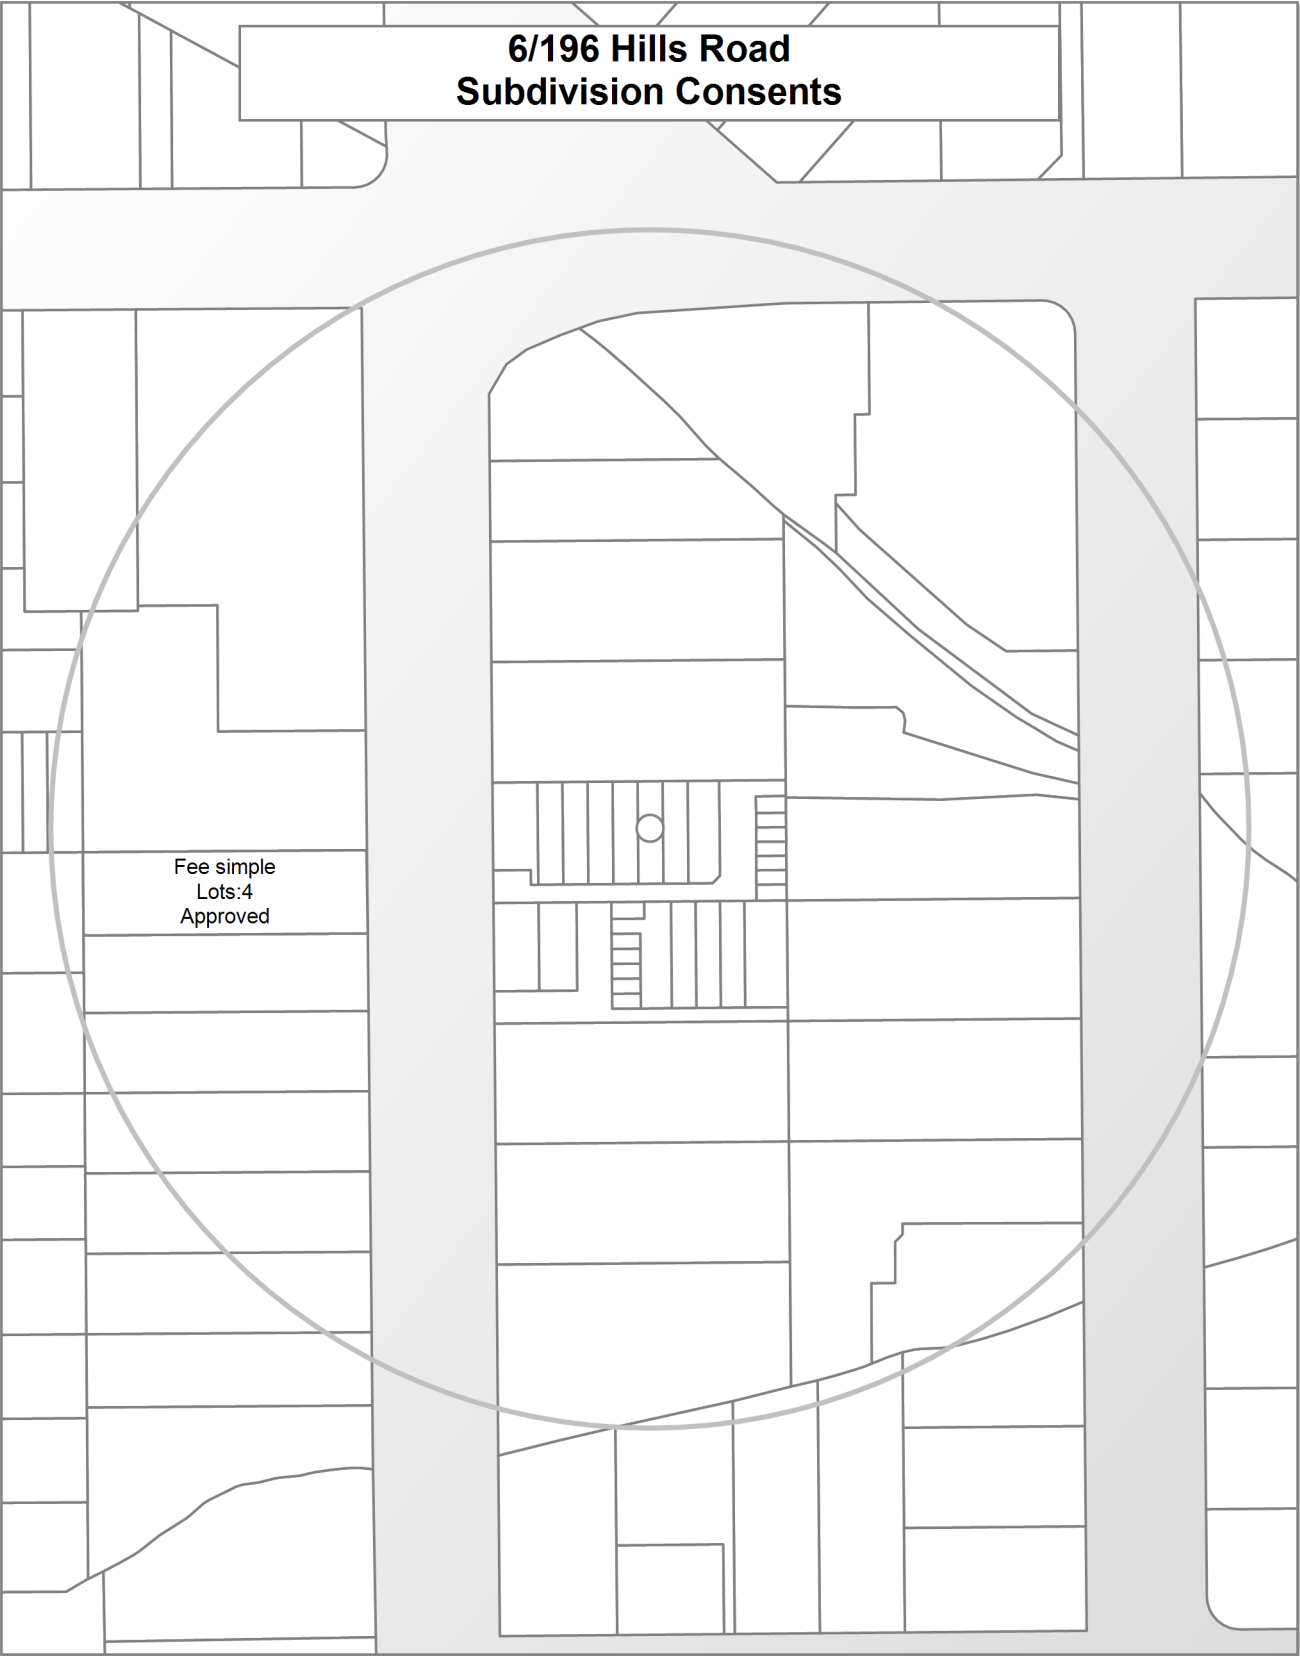 6/196 Hills Road
Subdivision Consents
Fee simple
Lots:4
Approved